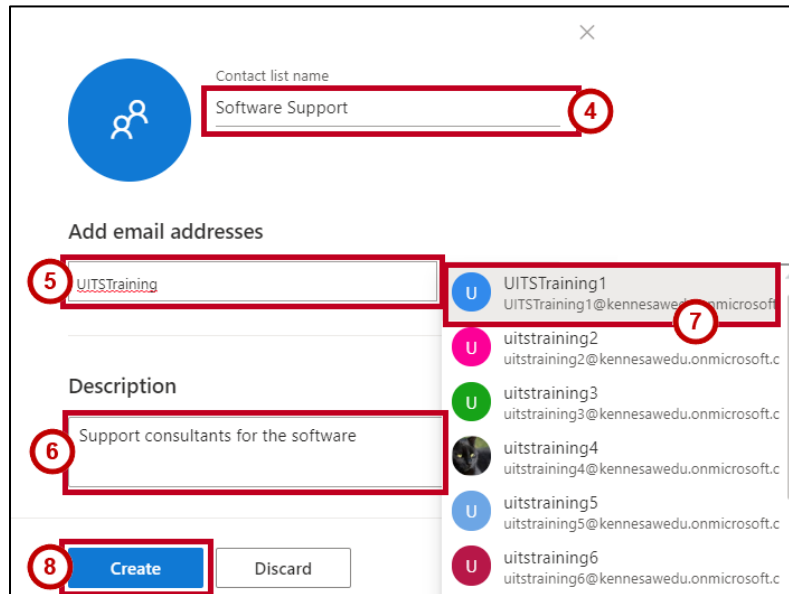 Contact list name
Software Support
4
Add email addresses
5
UITSTraining
U
UITSTraining1
UITSTraining1@kennesawedu.onmicrosoft
7
U
uitstraining2
uitstraining2@kennesawedu.onmicrosoft.c
Description
U
uitstraining3
uitstraining3@kennesawedu.onmicrosoft.c
6
Support consultants for the software
uitstraining4
uitstraining4@kennesawedu.onmicrosoft.c
U
uitstraining5
uitstraining5@kennesawedu.onmicrosoft.c
8
Create
Discard
U
uitstraining6
uitstraining6@kennesawedu.onmicrosoft.c